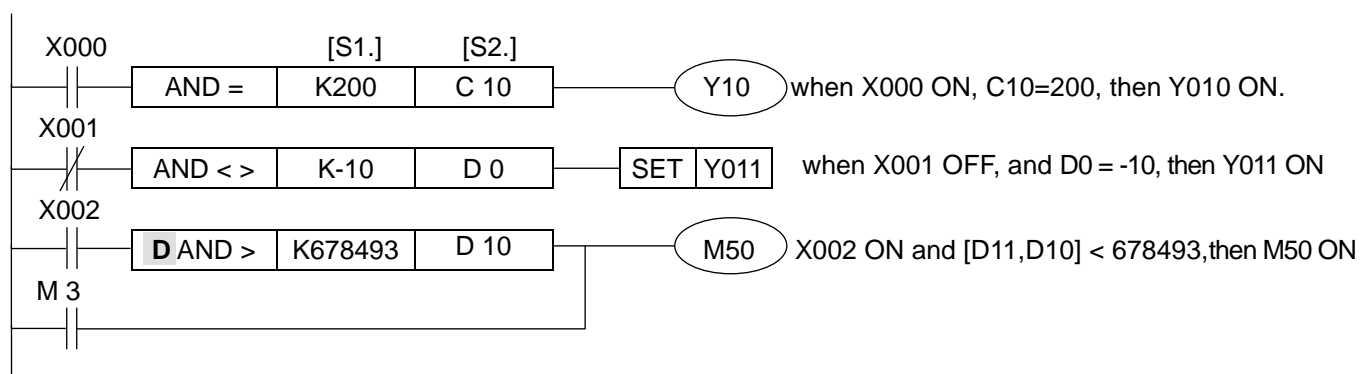 X000 [S1.] [S2.]
AND = K200 C 10 Y10 when X000 ON, C10=200, then Y010 ON.
X001
AND < > K-10 D 0 SET Y011 when X001 OFF, and D0 = -10, then Y011 ON
X002
D AND > K678493 D 10 M50 X002 ON and [D11,D10] < 678493,then M50 ON
M 3